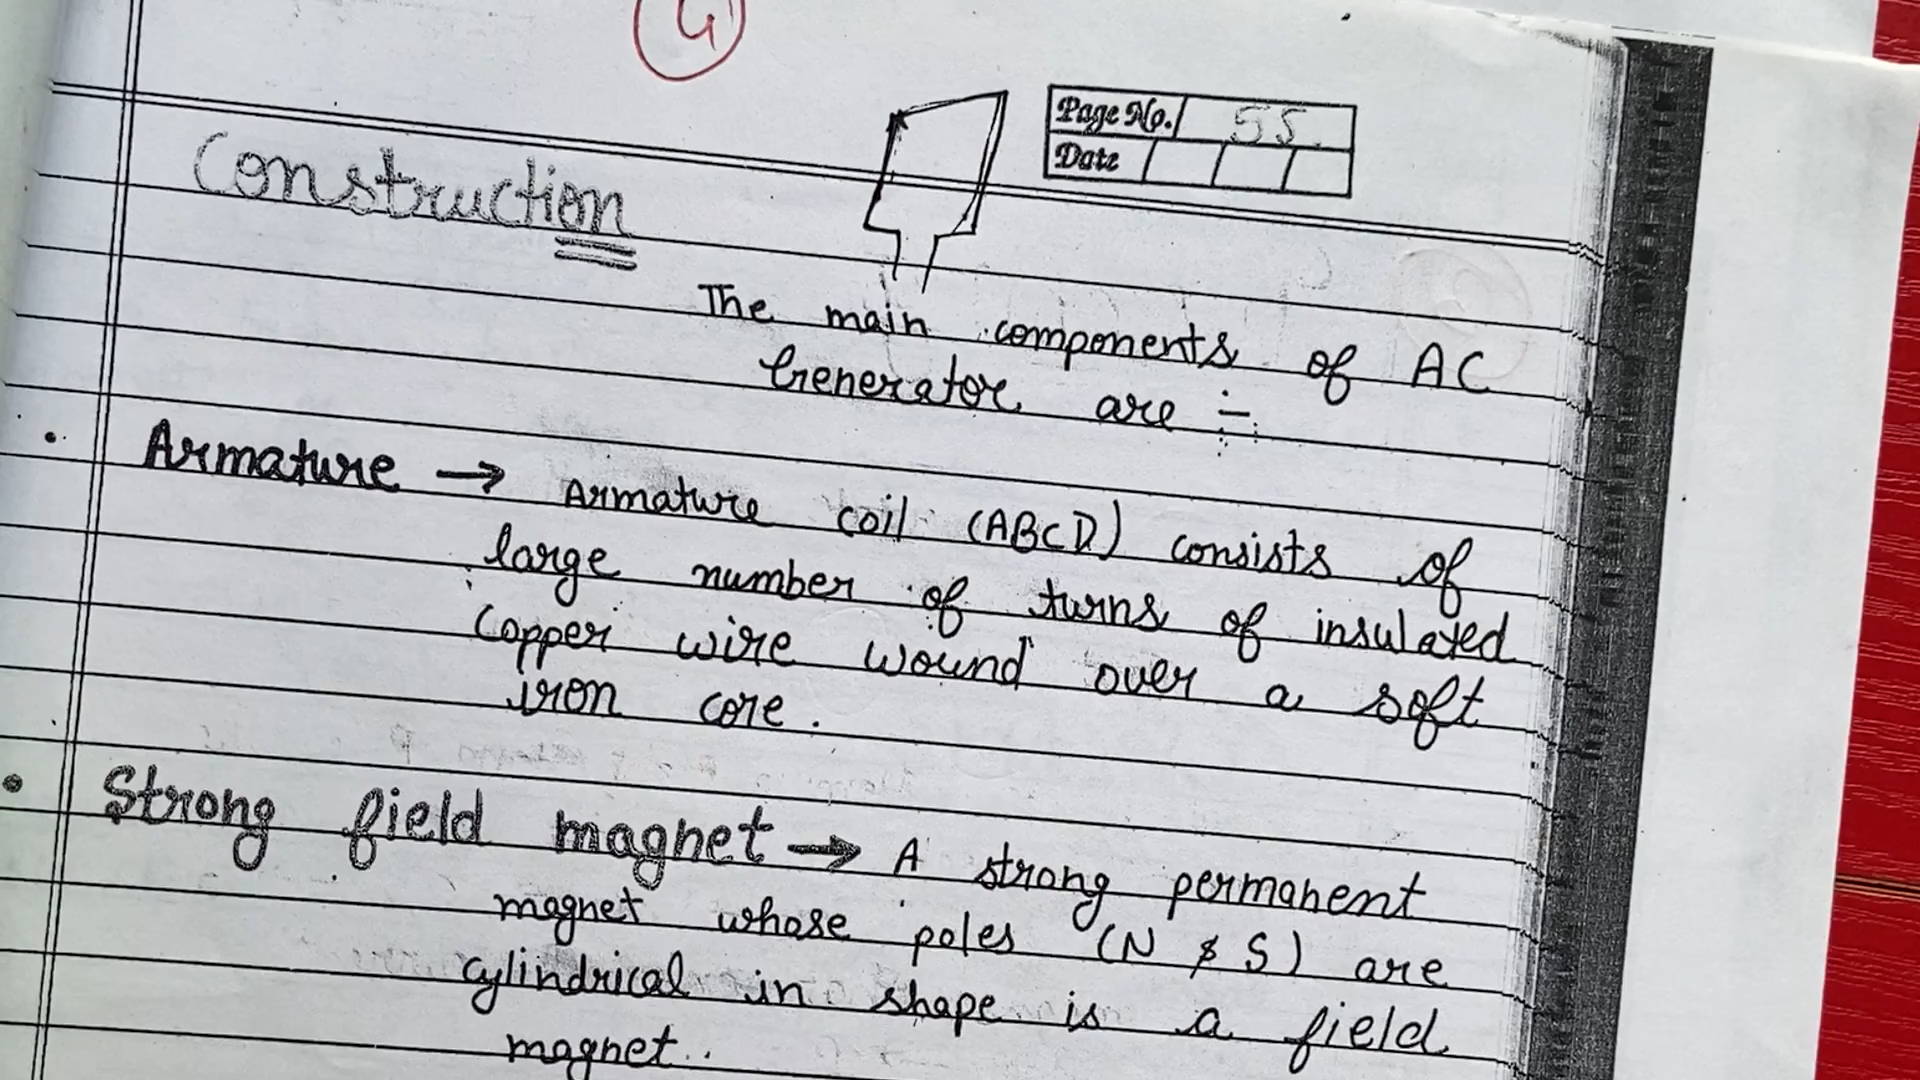 4
Page No. 55
Date
Construction
The main components of AC
Generator are :-
• Armature → Armature coil (ABCD) consists of
large number of turns of insulated
copper wire wound over a soft
iron core.
• Strong field magnet → A strong permanent
magnet whose poles (N & S) are
cylindrical in shape is a field
magnet.